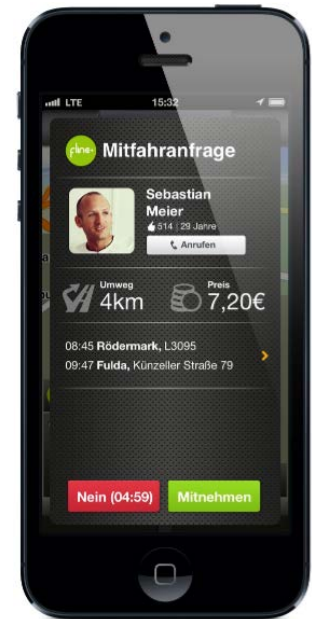 LTE 15:32
fline•
Mitfahranfrage
Sebastian
Meier
514 | 29 Jahre
Anrufen
Umweg
4km
Preis
7,20€
08:45 Rödermark, L3095
09:47 Fulda, Künzeller Straße 79
Nein (04:59)
Mitnehmen